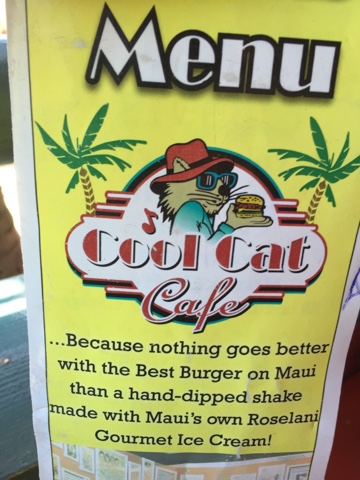 Menu
Cool Cat
Cafe
...Because nothing goes better
with the Best Burger on Maui
than a hand-dipped shake
made with Maui's own Roselani
Gourmet Ice Cream!